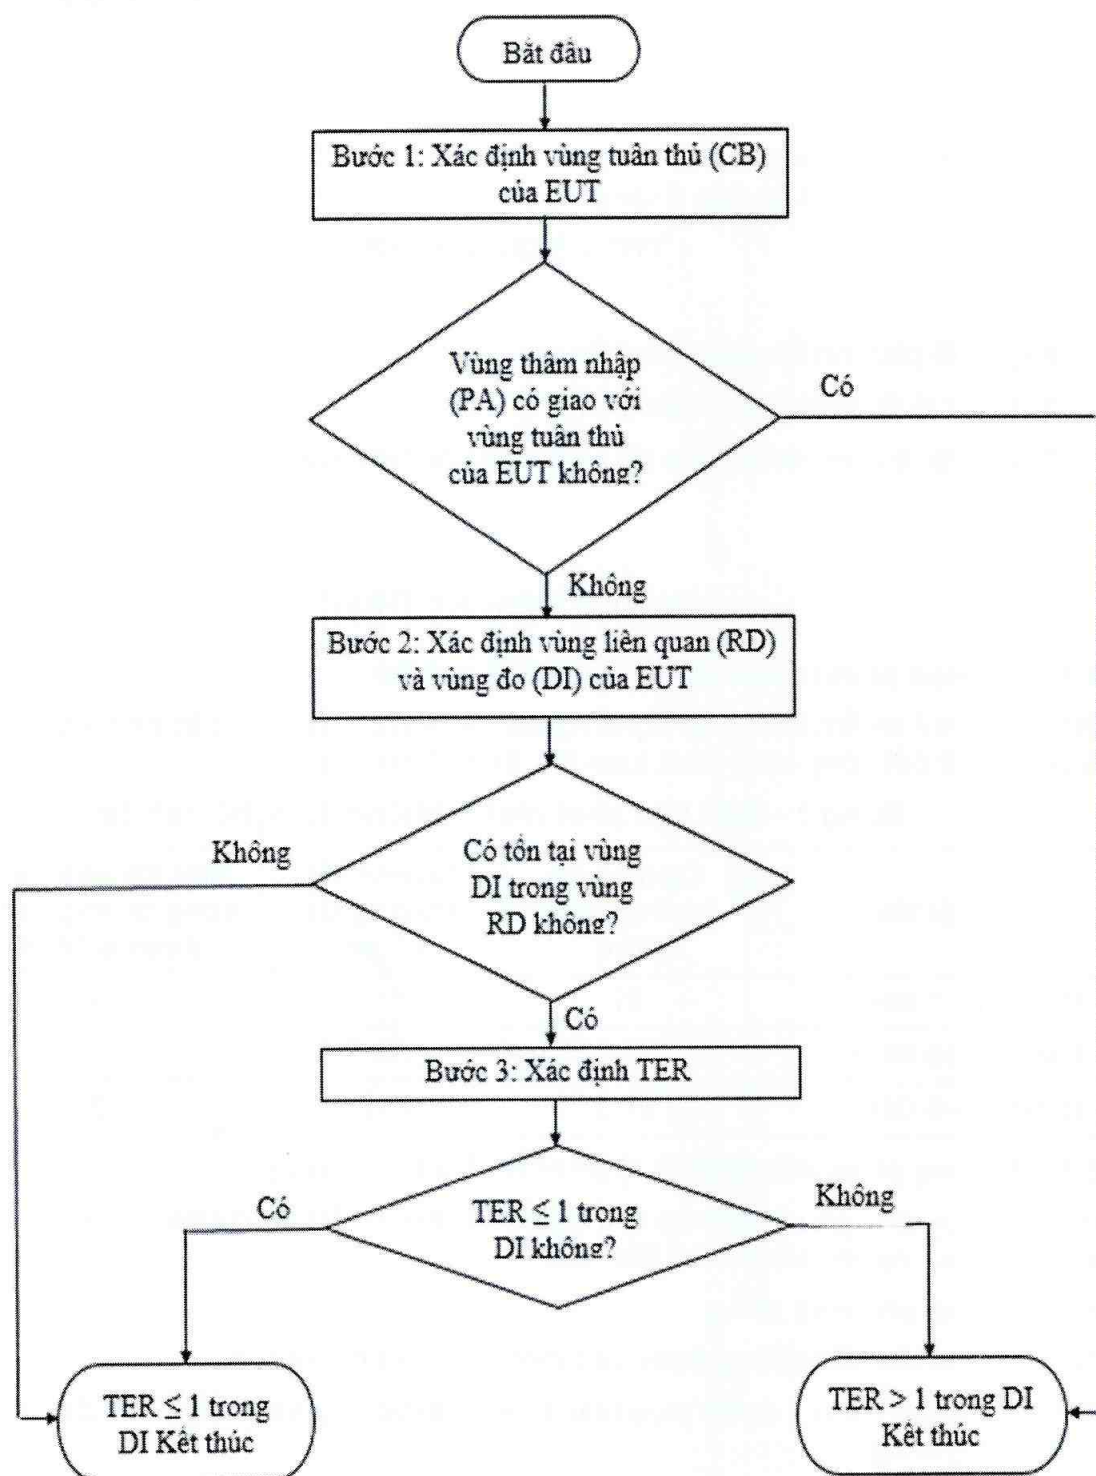 Bắt đầu
Bước 1: Xác định vùng tuân thủ (CB)
của EUT
Vùng thâm nhập
(PA) có giao với
vùng tuân thủ
của EUT không?
Có
Không
Bước 2: Xác định vùng liên quan (RD)
và vùng đo (DI) của EUT
Không
Có tồn tại vùng
DI trong vùng
RD không?
Có
Bước 3: Xác định TER
Có
TER ≤ 1 trong
DI không?
Không
TER ≤ 1 trong
DI Kết thúc
TER > 1 trong DI
Kết thúc